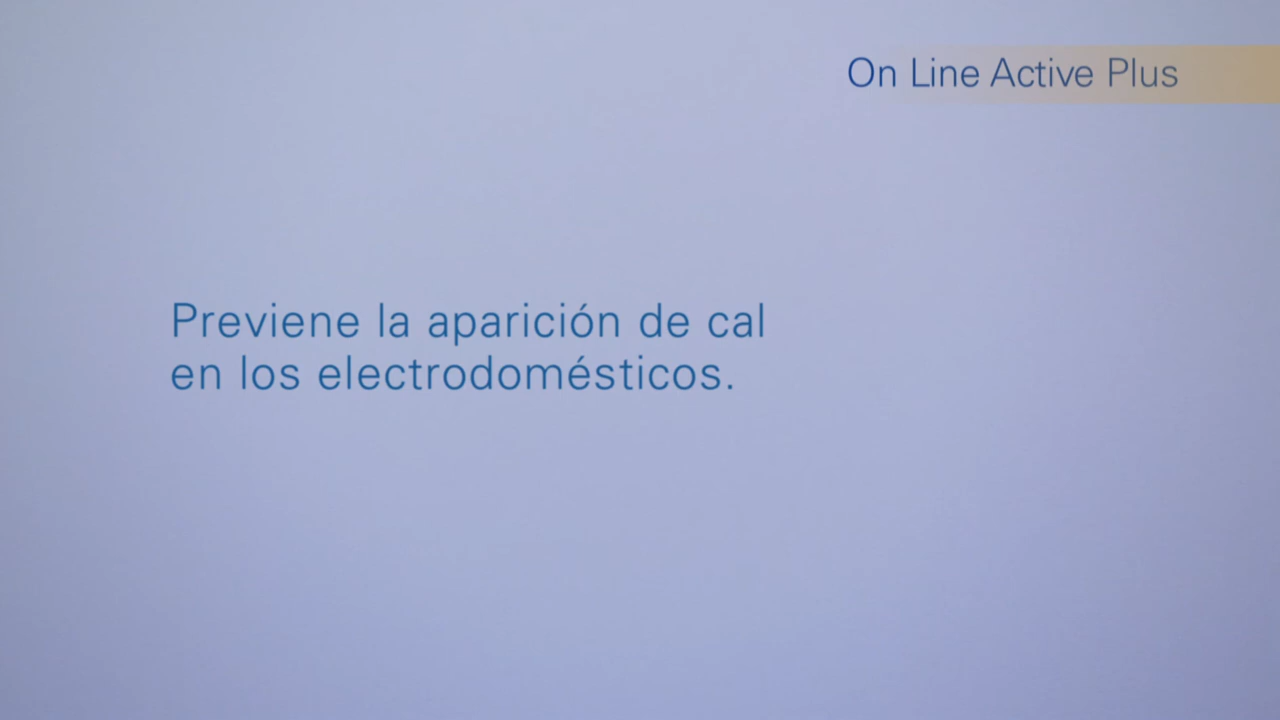 On Line Active Plus
Previene la aparición de cal
en los electrodomésticos.